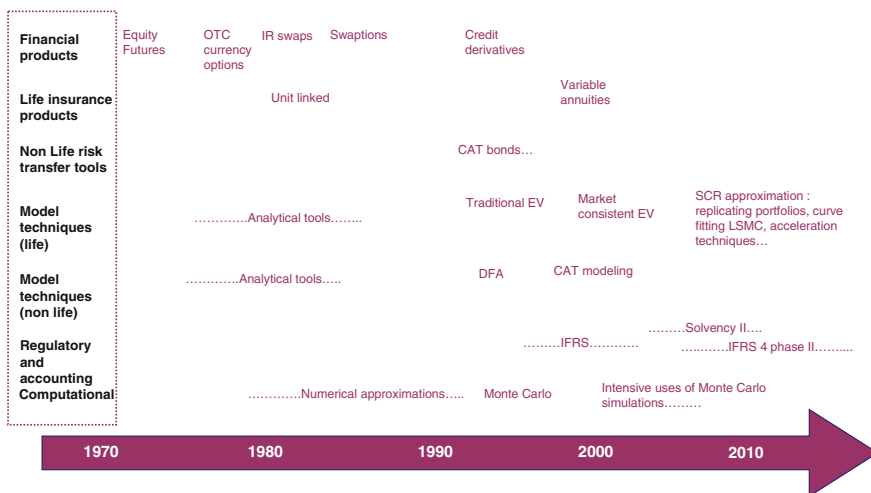 Financial
products
Equity
Futures
OTC
currency
options
IR swaps
Swaptions
Credit
derivatives
Life insurance
products
Unit linked
Variable
annuities
Non Life risk
transfer tools
CAT bonds…
Model
techniques
(life)
………….Analytical tools……..
Traditional EV
Market
consistent EV
SCR approximation :
replicating portfolios, curve
fitting LSMC, acceleration
techniques…
Model
techniques
(non life)
………….Analytical tools…..
DFA
CAT modeling
Regulatory
and
accounting
………IFRS…………
………Solvency II….
…..…….IFRS 4 phase II……....
Computational
………….Numerical approximations…..
Monte Carlo
Intensive uses of Monte Carlo
simulations………
1970
1980
1990
2000
2010